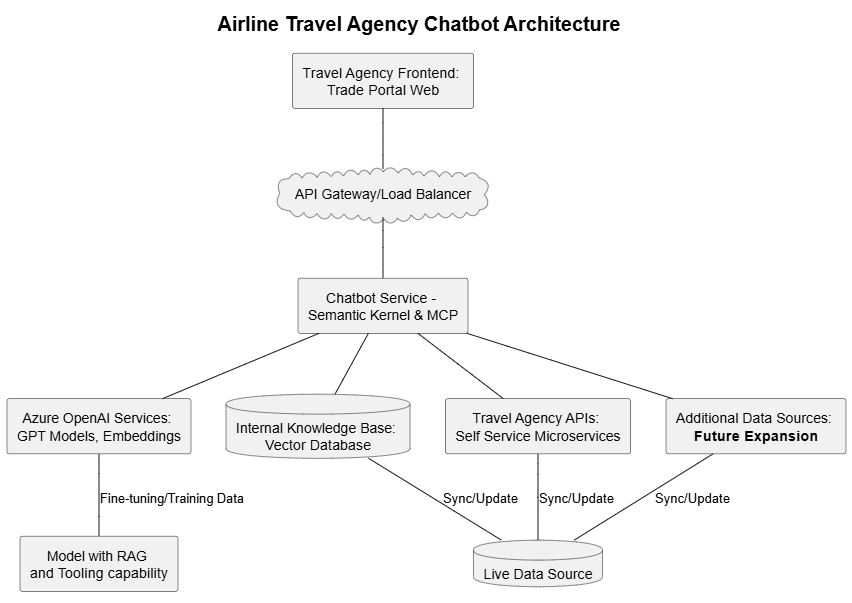 Airline Travel Agency Chatbot Architecture
Travel Agency Frontend:
Trade Portal Web
API Gateway/Load Balancer
Chatbot Service -
Semantic Kernel & MCP
Azure OpenAI Services:
GPT Models, Embeddings
Internal Knowledge Base:
Vector Database
Travel Agency APIs:
Self Service Microservices
Additional Data Sources:
Future Expansion
Fine-tuning/Training Data
Sync/Update
Sync/Update
Sync/Update
Model with RAG
and Tooling capability
Live Data Source